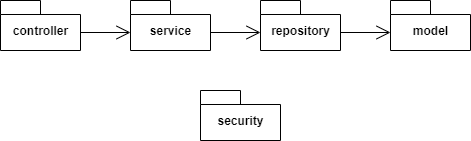 controller
service
repository
model
security